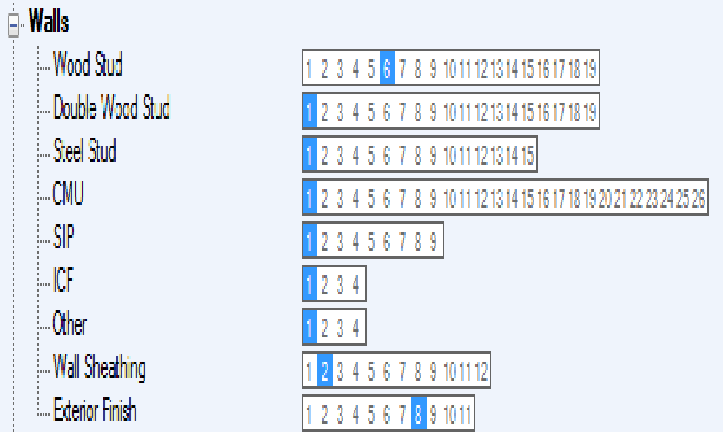 Walls
Wood Stud 1 2 3 4 5 6 7 8 9 10 11 12 13 14 15 16 17 18 19
Double Wood Stud 1 2 3 4 5 6 7 8 9 10 11 12 13 14 15 16 17 18 19
Steel Stud 1 2 3 4 5 6 7 8 9 10 11 12 13 14 15
CMU 1 2 3 4 5 6 7 8 9 10 11 12 13 14 15 16 17 18 19 20 21 22 23 24 25 26
SIP 1 2 3 4 5 6 7 8 9
ICF 1 2 3 4
Other 1 2 3 4
Wall Sheathing 1 2 3 4 5 6 7 8 9 10 11 12
Exterior Finish 1 2 3 4 5 6 7 8 9 10 11